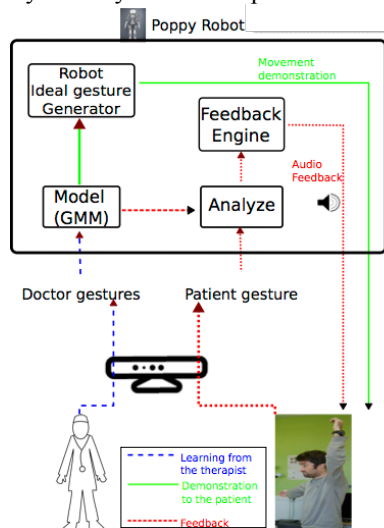 Poppy Robot
Movement
demonstration
Robot
Ideal gesture
Generator
Feedback
Engine
Audio
Feedback
Model
(GMM)
Analyze
Doctor gestures
Patient gesture
Learning from
the therapist
Demonstration
to the patient
Feedback